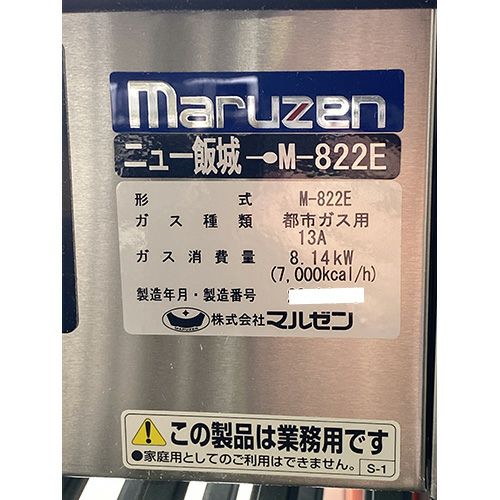 maruzen
ニュー飯城 M-822E
形 式 M-822E
ガス種類 都市ガス用
13A
ガス消費量 8.14kW
(7,000kcal/h)
製造年月・製造番号
株式会社マルゼン
この製品は業務用です
●家庭用としてのご利用はできません。 S-1